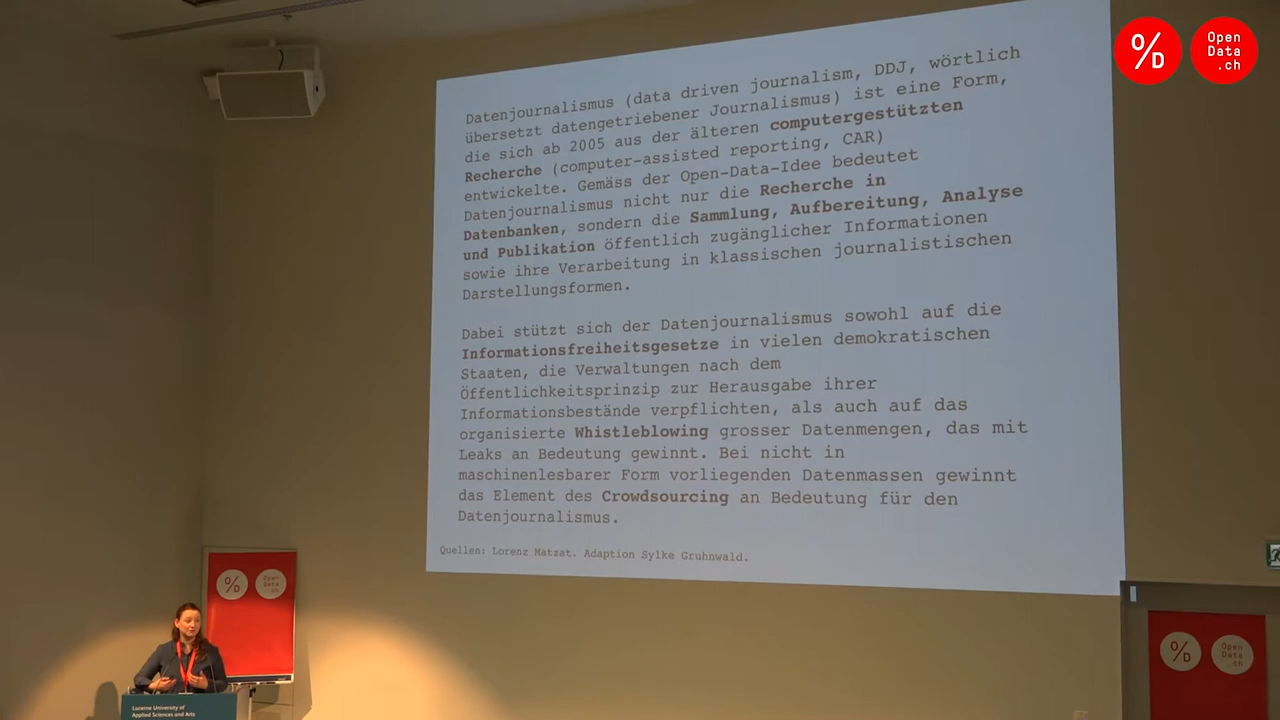 %D
Open
Data
.ch
Datenjournalismus (data driven journalism, DDJ, wörtlich
übersetzt datengetriebener Journalismus) ist eine Form,
die sich ab 2005 aus der älteren computergestützten
Recherche (computer-assisted reporting, CAR)
entwickelte. Gemäss der Open-Data-Idee bedeutet
Datenjournalismus nicht nur die Recherche in
Datenbanken, sondern die Sammlung, Aufbereitung, Analyse
und Publikation öffentlich zugänglicher Informationen
sowie ihre Verarbeitung in klassischen journalistischen
Darstellungsformen.
Dabei stützt sich der Datenjournalismus sowohl auf die
Informationsfreiheitsgesetze in vielen demokratischen
Staaten, die Verwaltungen nach dem
Öffentlichkeitsprinzip zur Herausgabe ihrer
Informationsbestände verpflichten, als auch auf das
organisierte Whistleblowing grosser Datenmengen, das mit
Leaks an Bedeutung gewinnt. Bei nicht in
maschinenlesbarer Form vorliegenden Datenmassen gewinnt
das Element des Crowdsourcing an Bedeutung für den
Datenjournalismus.
Quellen: Lorenz Matzat. Adaption Sylke Gruhnwald.
%D
Open
Data
.ch
Lucerne University of
Applied Sciences and Arts
%D
Open
Data
.ch